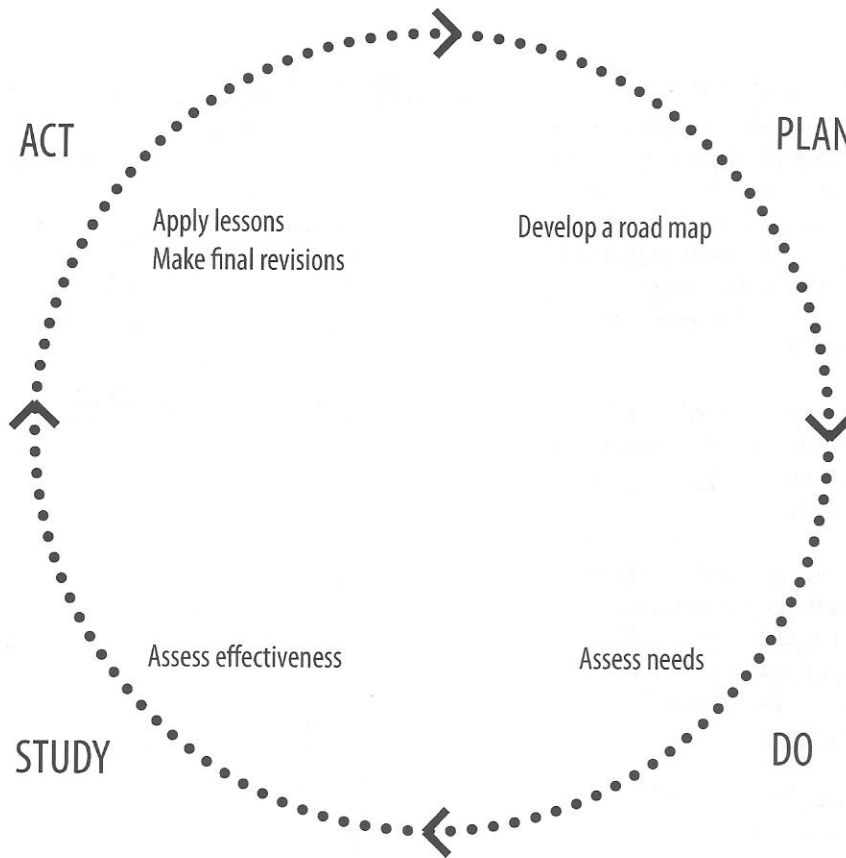 ACT
PLAN
Apply lessons
Make final revisions
Develop a road map
Assess effectiveness
Assess needs
STUDY
DO